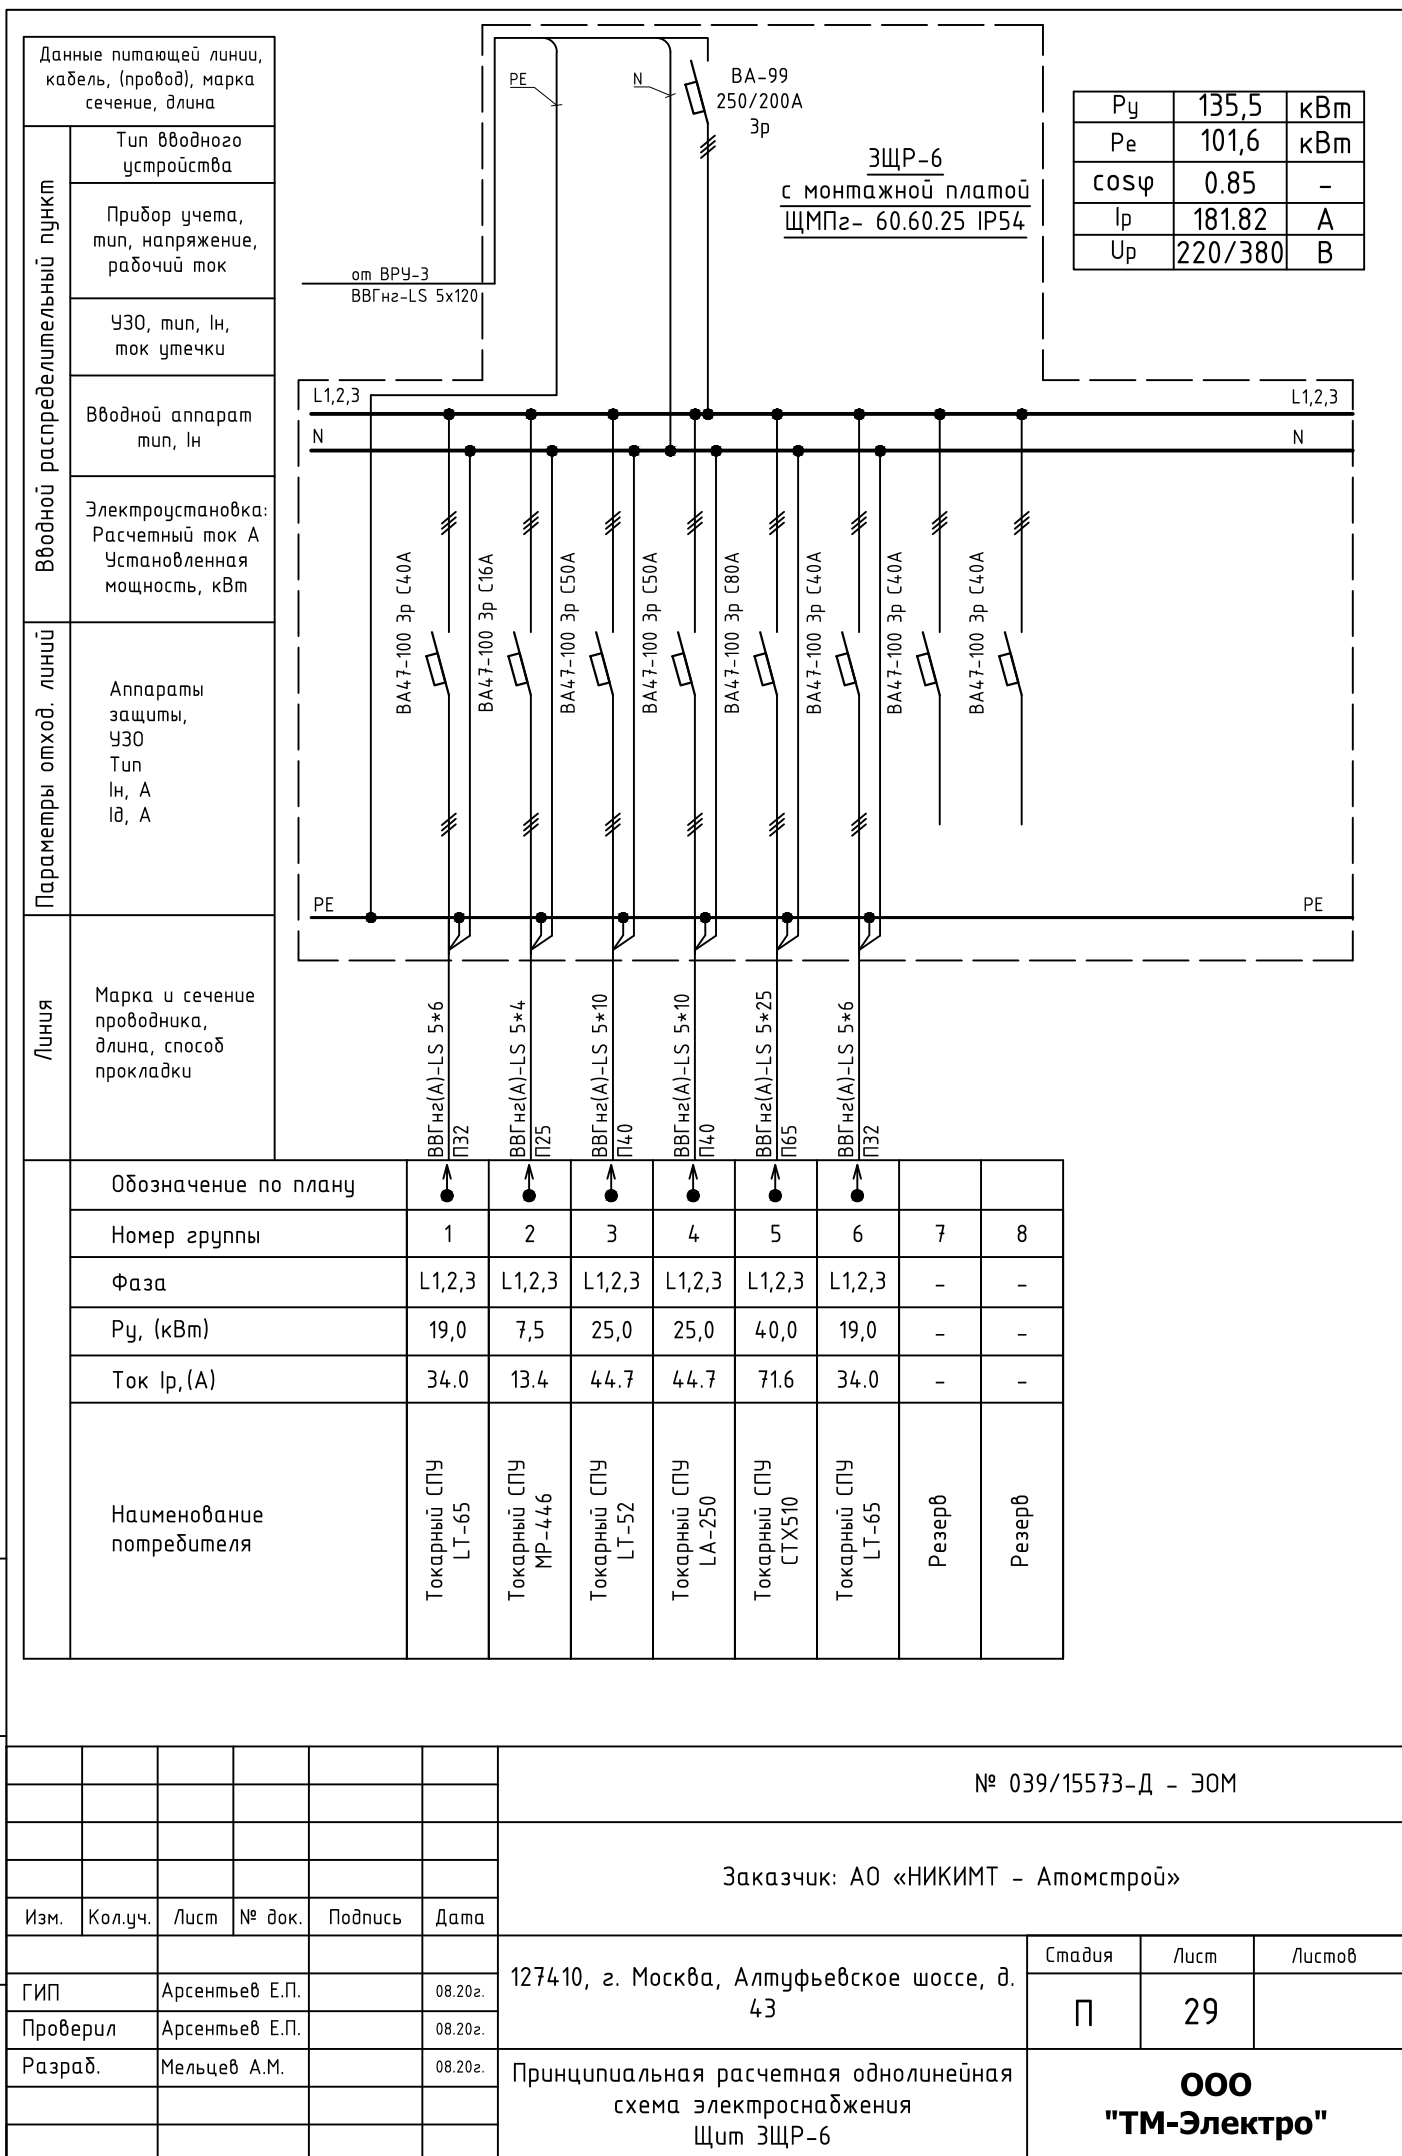 Данные питающей линии,
кабель, (провод), марка
сечение, длина
Вводной распределительный пункт
Тип вводного
устройства
Прибор учета,
тип, напряжение,
рабочий ток
УЗО, тип, Iн,
ток утечки
Вводной аппарат
тип, Iн
Электроустановка:
Расчетный ток А
Установленная
мощность, кВт
Параметры отход. линий
Аппараты
защиты,
УЗО
Тип
Iн, А
Iд, А
Линия
Марка и сечение
проводника,
длина, способ
прокладки
PE
N
ВА-99
250/200А
3р
3ЩР-6
с монтажной платой
ЩМПг- 60.60.25 IP54
Ру 135,5 кВт
Ре 101,6 кВт
cosφ 0.85 -
Iр 181.82 А
Uр 220/380 В
от ВРУ-3
ВВГнг-LS 5х120
L1,2,3 L1,2,3
N N
ВА47-100 3р С40А
ВА47-100 3р С16А
ВА47-100 3р С50А
ВА47-100 3р С50А
ВА47-100 3р С80А
ВА47-100 3р С40А
ВА47-100 3р С40А
ВА47-100 3р С40А
PE PE
ВВГнг(А)-LS 5*6
П32
ВВГнг(А)-LS 5*4
П25
ВВГнг(А)-LS 5*10
П40
ВВГнг(А)-LS 5*10
П40
ВВГнг(А)-LS 5*25
П65
ВВГнг(А)-LS 5*6
П32
Обозначение по плану
Номер группы 1 2 3 4 5 6 7 8
Фаза L1,2,3 L1,2,3 L1,2,3 L1,2,3 L1,2,3 L1,2,3 - -
Ру, (кВт) 19,0 7,5 25,0 25,0 40,0 19,0 - -
Ток Iр,(А) 34.0 13.4 44.7 44.7 71.6 34.0 - -
Наименование
потребителя
Токарный СПУ
LT-65
Токарный СПУ
МР-446
Токарный СПУ
LT-52
Токарный СПУ
LA-250
Токарный СПУ
СТХ510
Токарный СПУ
LT-65
Резерв
Резерв
№ 039/15573-Д - ЭОМ
Заказчик: АО «НИКИМТ - Атомстрой»
Изм. Кол.уч. Лист № док. Подпись Дата
ГИП Арсентьев Е.П. 08.20г.
Проверил Арсентьев Е.П. 08.20г.
Разраб. Мельцев А.М. 08.20г.
127410, г. Москва, Алтуфьевское шоссе, д.
43
Стадия Лист Листов
П 29
Принципиальная расчетная однолинейная
схема электроснабжения
Щит 3ЩР-6
ООО
"ТМ-Электро"